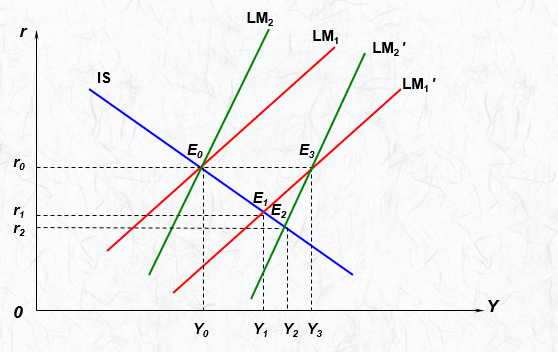 r
LM₂
LM₁
LM₂'
IS
LM₁'
E₀
E₃
r₀
E₁
r₁
E₂
r₂
0
Y
Y₀
Y₁
Y₂
Y₃